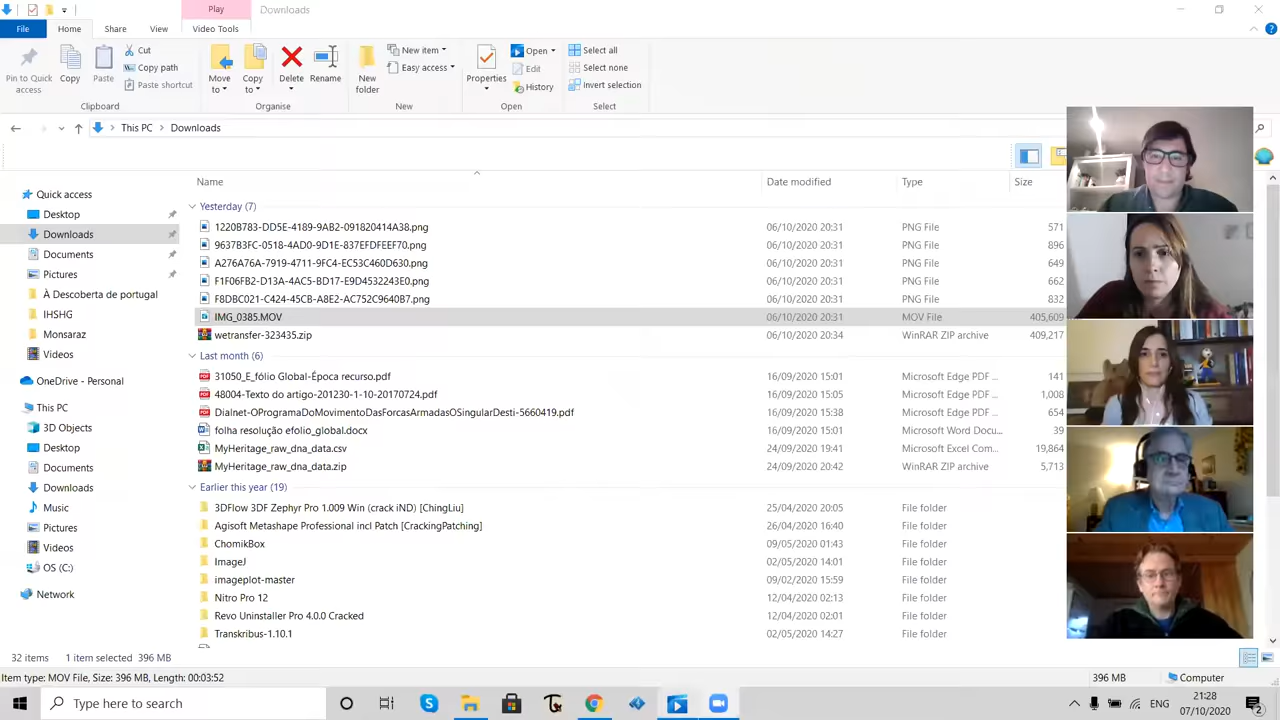 Play Downloads
File Home Share View Video Tools
Pin to Quick access
Copy
Paste
Cut
Copy path
Paste shortcut
Move to
Copy to
Delete
Rename
New folder
New item
Easy access
Properties
Open
Edit
History
Select all
Select none
Invert selection
Clipboard Organise New Open Select
This PC > Downloads
Name Date modified Type Size
Quick access
Desktop
Downloads
Documents
Pictures
À Descoberta de portugal
IHSHG
Monsaraz
Videos
OneDrive - Personal
This PC
3D Objects
Desktop
Documents
Downloads
Music
Pictures
Videos
OS (C:)
Network
Yesterday (7)
1220B783-DD5E-4189-9AB2-091820414A38.png 06/10/2020 20:31 PNG File 571
9637B3FC-0518-4AD0-9D1E-837EFDFEEF70.png 06/10/2020 20:31 PNG File 896
A276A76A-7919-4711-9FC4-EC53C460D630.png 06/10/2020 20:31 PNG File 649
F1F06FB2-D13A-4AC5-BD17-E9D4532243E0.png 06/10/2020 20:31 PNG File 662
F8DBC021-C424-45CB-A8E2-AC752C9640B7.png 06/10/2020 20:31 PNG File 832
IMG_0385.MOV 06/10/2020 20:31 MOV File 405,609
wetransfer-323435.zip 06/10/2020 20:34 WinRAR ZIP archive 409,217
Last month (6)
31050_E_fólio Global-Época recurso.pdf 16/09/2020 15:01 Microsoft Edge PDF ... 141
48004-Texto do artigo-201230-1-10-20170724.pdf 16/09/2020 15:05 Microsoft Edge PDF ... 1,008
Dialnet-OProgramaDoMovimentoDasForcasArmadasOSingularDesti-5660419.pdf 16/09/2020 15:38 Microsoft Edge PDF ... 654
folha resolução efolio_global.docx 16/09/2020 15:01 Microsoft Word Docu... 39
MyHeritage_raw_dna_data.csv 24/09/2020 19:41 Microsoft Excel Com... 19,864
MyHeritage_raw_dna_data.zip 24/09/2020 20:42 WinRAR ZIP archive 5,713
Earlier this year (19)
3DFlow 3DF Zephyr Pro 1.009 Win (crack iND) [ChingLiu] 25/04/2020 20:05 File folder
Agisoft Metashape Professional incl Patch [CrackingPatching] 26/04/2020 16:40 File folder
ChomikBox 09/05/2020 01:43 File folder
ImageJ 02/05/2020 14:01 File folder
imageplot-master 09/02/2020 15:59 File folder
Nitro Pro 12 12/04/2020 02:13 File folder
Revo Uninstaller Pro 4.0.0 Cracked 12/04/2020 02:01 File folder
Transkribus-1.10.1 02/05/2020 14:27 File folder
32 items 1 item selected 396 MB
Item type: MOV File, Size: 396 MB, Length: 00:03:52 396 MB Computer
Type here to search
ENG
21:28
07/10/2020
2